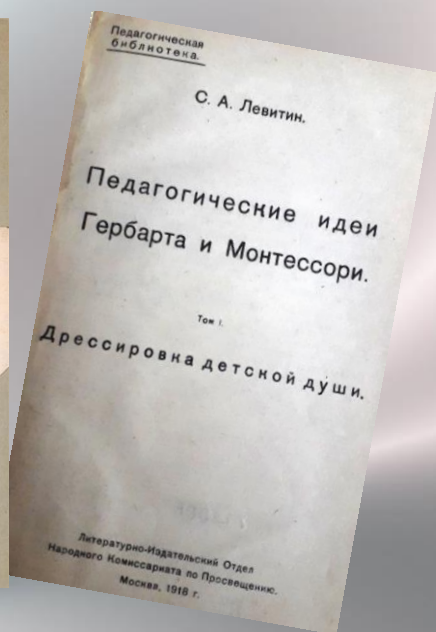 Педагогическая
библиотека.
С. А. Левитин.
Педагогические идеи
Гербарта и Монтессори.
Том I.
Дрессировка детской души.
Литературно-Издательский Отдел
Народного Комиссариата по Просвещению.
Москва, 1918 г.